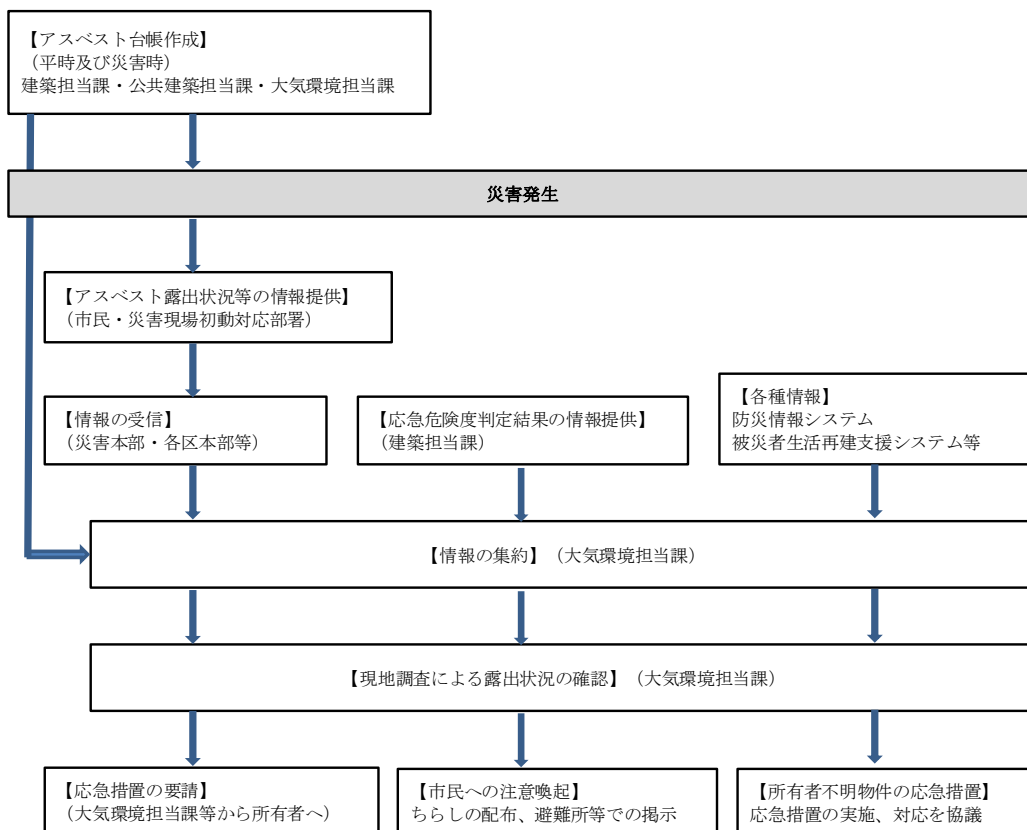 【アスベスト台帳作成】
（平時及び災害時）
建築担当課・公共建築担当課・大気環境担当課
災害発生
【アスベスト露出状況等の情報提供】
（市民・災害現場初動対応部署）
【情報の受信】
（災害本部・各区本部等）
【応急危険度判定結果の情報提供】
（建築担当課）
【各種情報】
防災情報システム
被災者生活再建支援システム等
【情報の集約】（大気環境担当課）
【現地調査による露出状況の確認】（大気環境担当課）
【応急措置の要請】
（大気環境担当課等から所有者へ）
【市民への注意喚起】
ちらしの配布、避難所等での掲示
【所有者不明物件の応急措置】
応急措置の実施、対応を協議